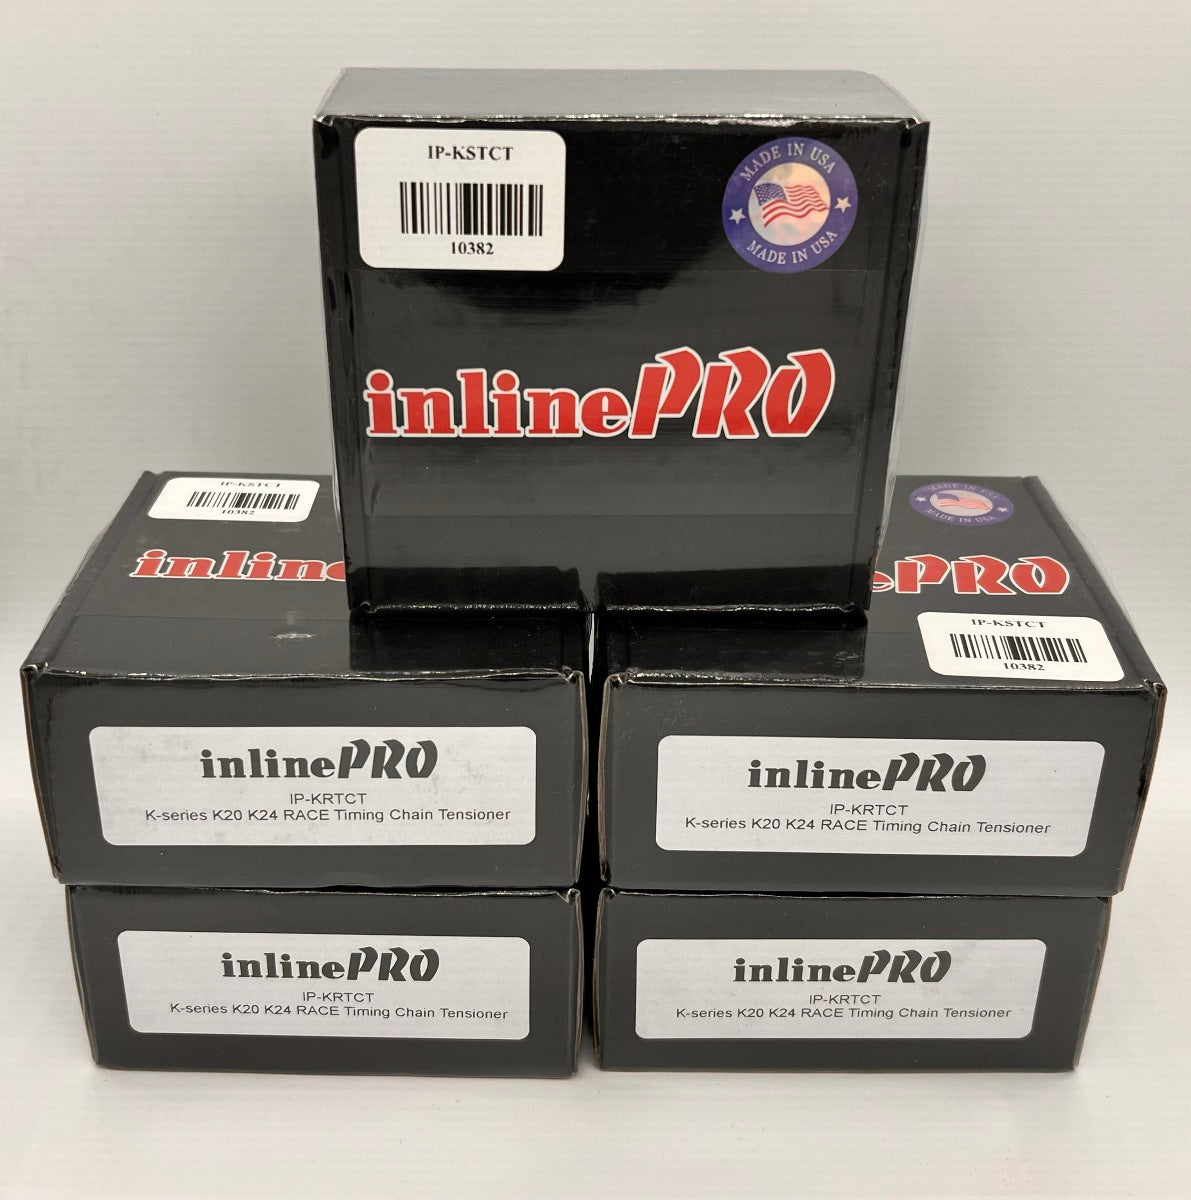 IP-KSTCT
10382
MADE IN USA
MADE IN USA
inlinePRO
IP-KSTCT
10382
inlin
MADE IN USA
MADE IN USA
ePRO
IP-KSTCT
10382
inlinePRO
IP-KRTCT
K-series K20 K24 RACE Timing Chain Tensioner
inlinePRO
IP-KRTCT
K-series K20 K24 RACE Timing Chain Tensioner
inlinePRO
IP-KRTCT
K-series K20 K24 RACE Timing Chain Tensioner
inlinePRO
IP-KRTCT
K-series K20 K24 RACE Timing Chain Tensioner